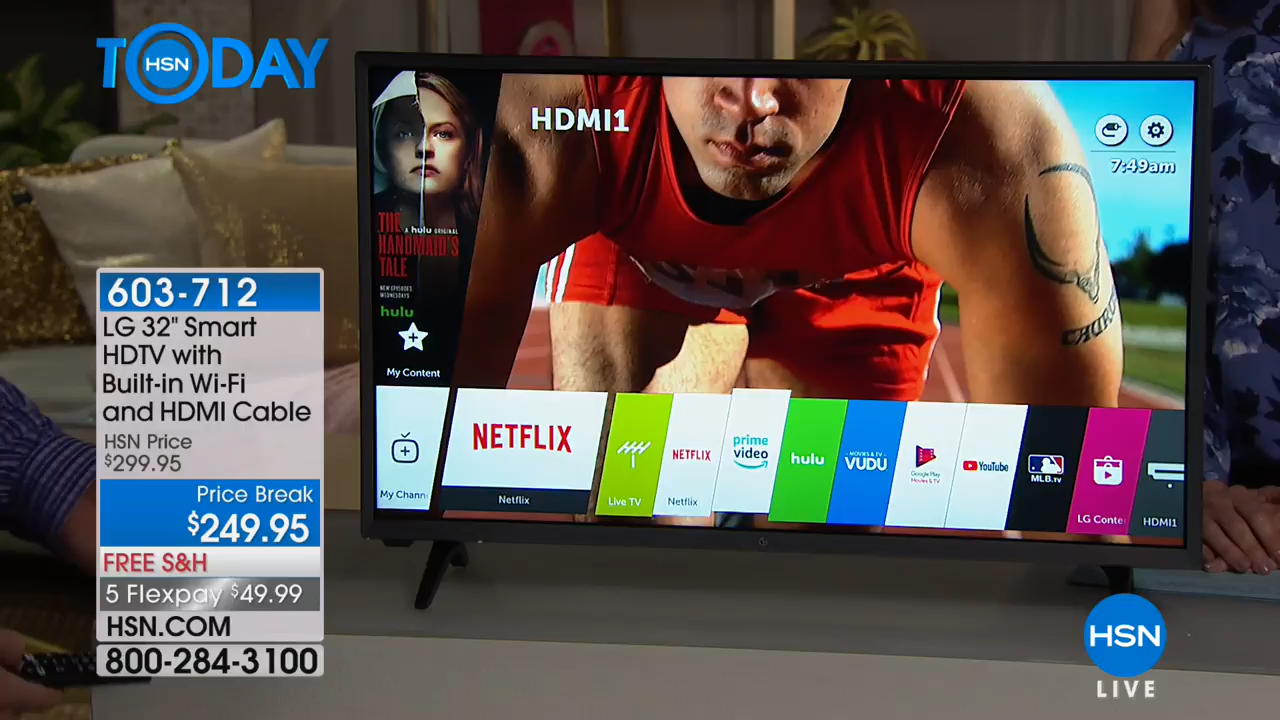 TODAY
HSN
603-712
LG 32" Smart
HDTV with
Built-in Wi-Fi
and HDMI Cable
HSN Price
$299.95
Price Break
$249.95
FREE S&H
5 Flexpay $49.99
HSN.COM
800-284-3100
HDMI1
7:49am
THE
A hulu ORIGINAL
HANDMAID'S
TALE
NEW EPISODES
WEDNESDAYS
hulu
My Content
My Chann
NETFLIX
Netflix
Live TV
NETFLIX
Netflix
prime
video
hulu
MOVIES & TV
VUDU
Google Play
Movies & TV
YouTube
MLB.TV
LG Conte
HDMI1
HSN
LIVE